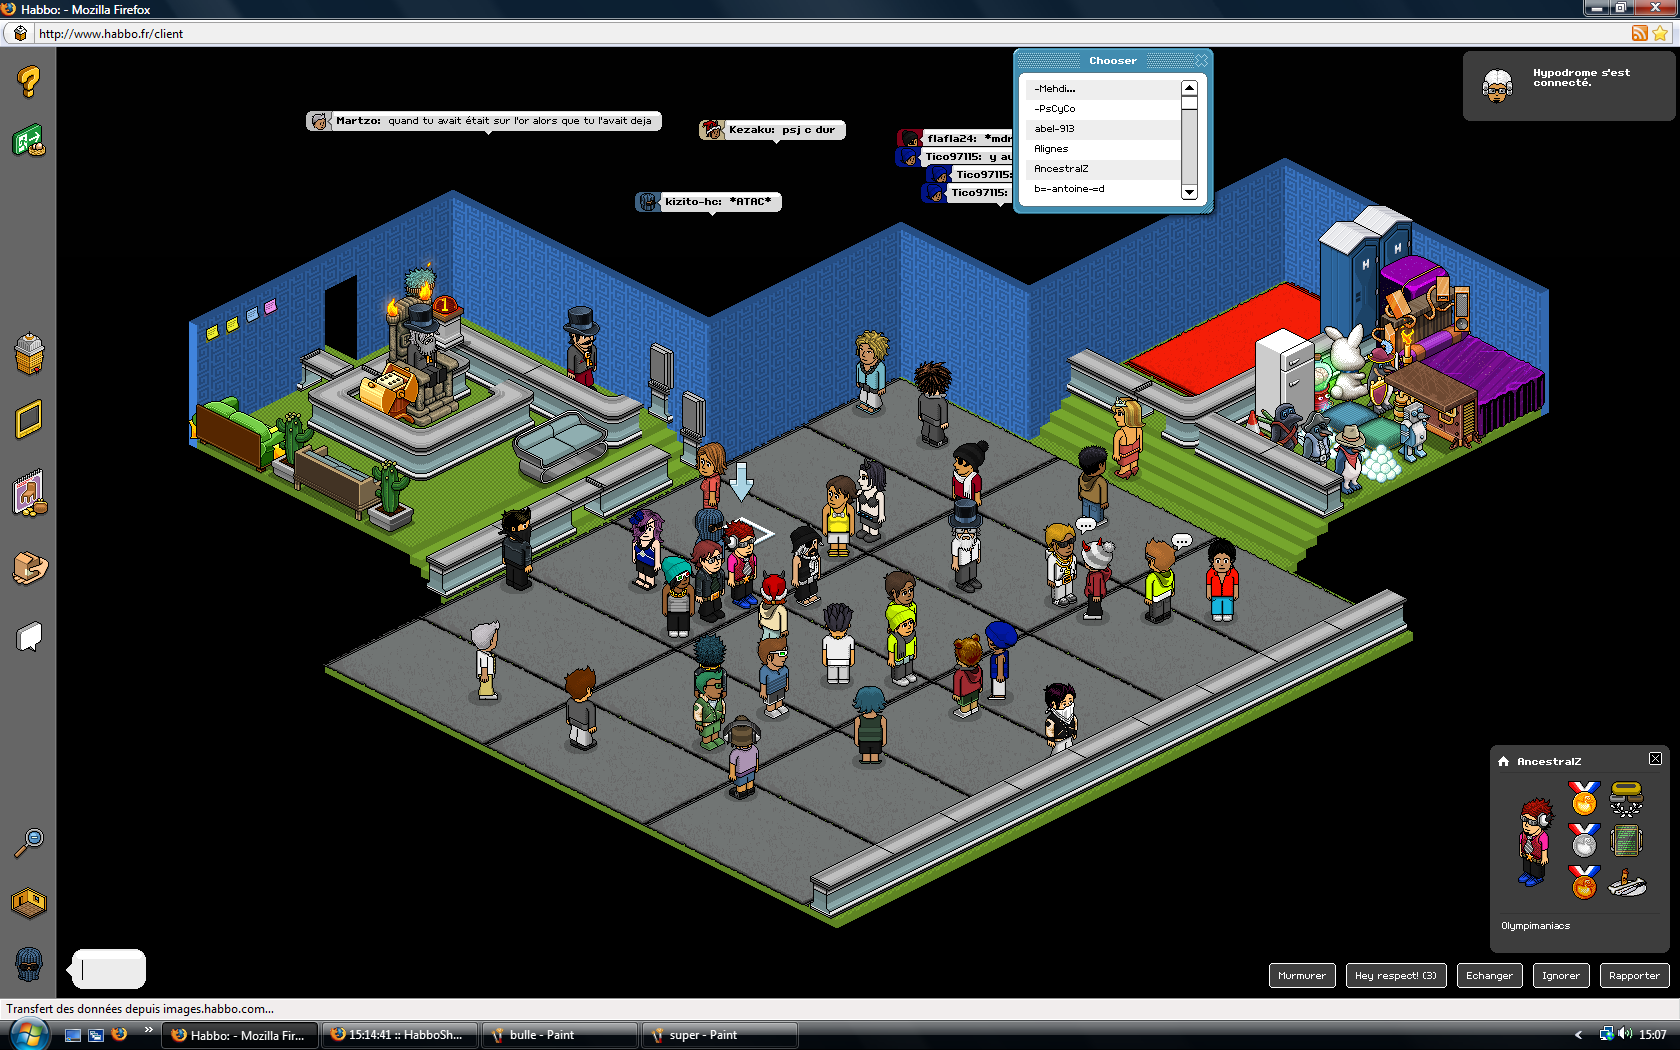 Habbo: - Mozilla Firefox
http://www.habbo.fr/client
Chooser
-Mehdi...
-PsCyCo
abel-913
Alignes
AncestralZ
b=-antoine-=d
Hypodrome s'est
connecté.
Martzo: quand tu avait était sur l'or alors que tu l'avait deja
Kezaku: psj c dur
flafla24: *mdr
Tico97115: y au
Tico97115:
Tico97115:
kizito-hc: *ATAC*
1
H
H
...
...
AncestralZ
Olympimaniacs
Murmurer
Hey respect! (3)
Echanger
Ignorer
Rapporter
Transfert des données depuis images.habbo.com...
Habbo: - Mozilla Fir...
15:14:41 :: HabboSh...
bulle - Paint
super - Paint
15:07